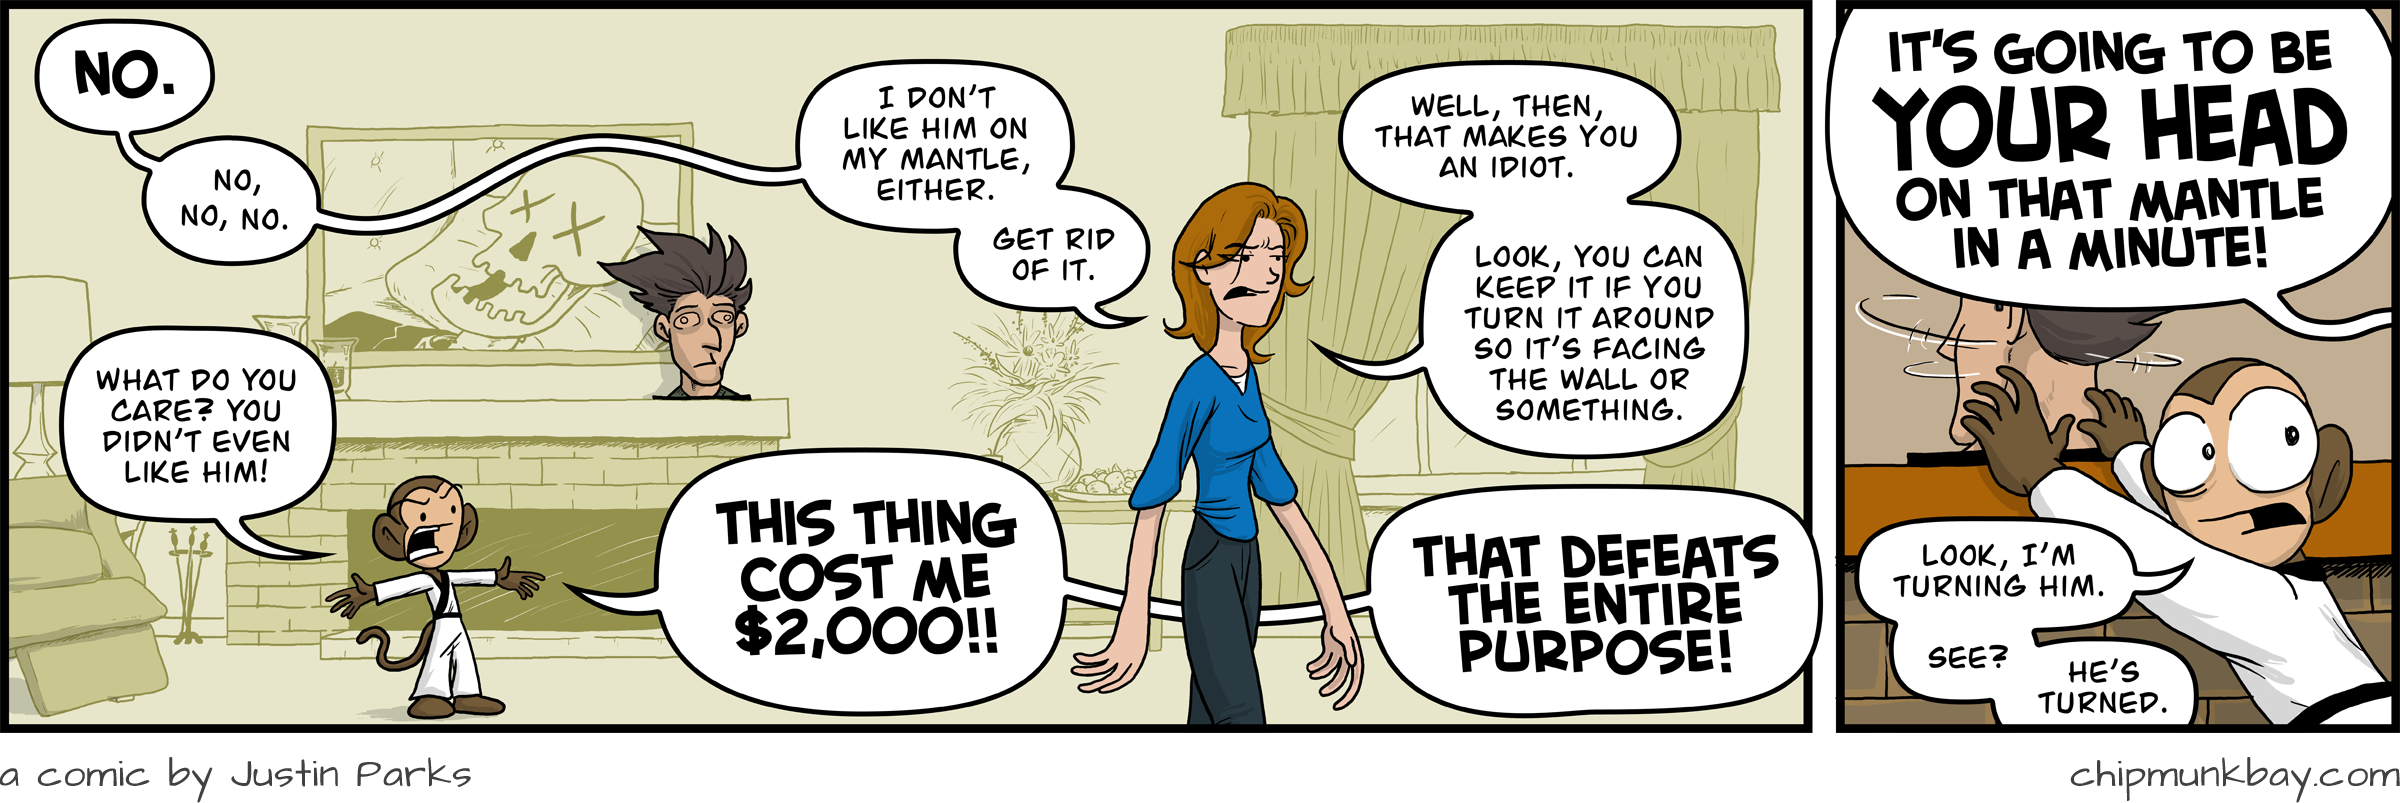 NO.
NO,
NO, NO.
WHAT DO YOU
CARE? YOU
DIDN'T EVEN
LIKE HIM!
I DON'T
LIKE HIM ON
MY MANTLE,
EITHER.
GET RID
OF IT.
THIS THING
COST ME
$2,000!!
WELL, THEN,
THAT MAKES YOU
AN IDIOT.
LOOK, YOU CAN
KEEP IT IF YOU
TURN IT AROUND
SO IT'S FACING
THE WALL OR
SOMETHING.
THAT DEFEATS
THE ENTIRE
PURPOSE!
IT'S GOING TO BE
YOUR HEAD
ON THAT MANTLE
IN A MINUTE!
LOOK, I'M
TURNING HIM.
SEE?
HE'S
TURNED.
a comic by Justin Parks
chipmunkbay.com